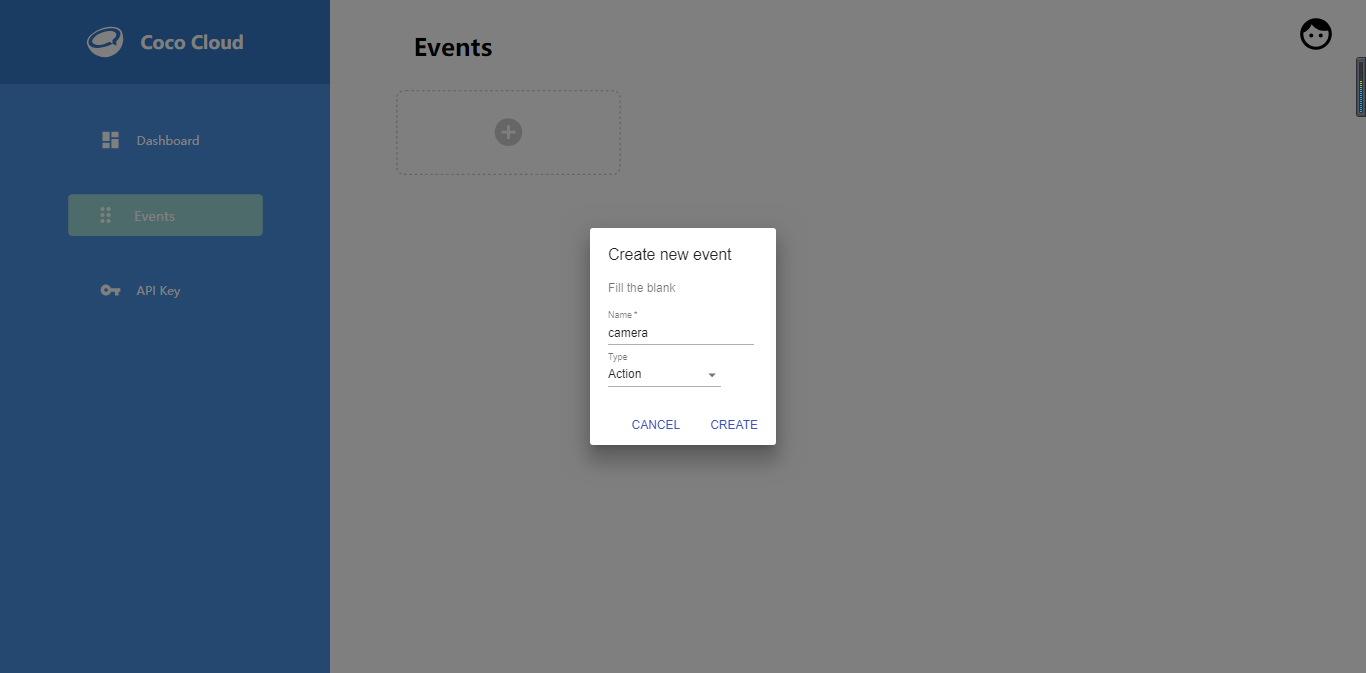 Coco Cloud
Dashboard
Events
API Key
Events
Create new event
Fill the blank
Name *
camera
Type
Action
CANCEL
CREATE